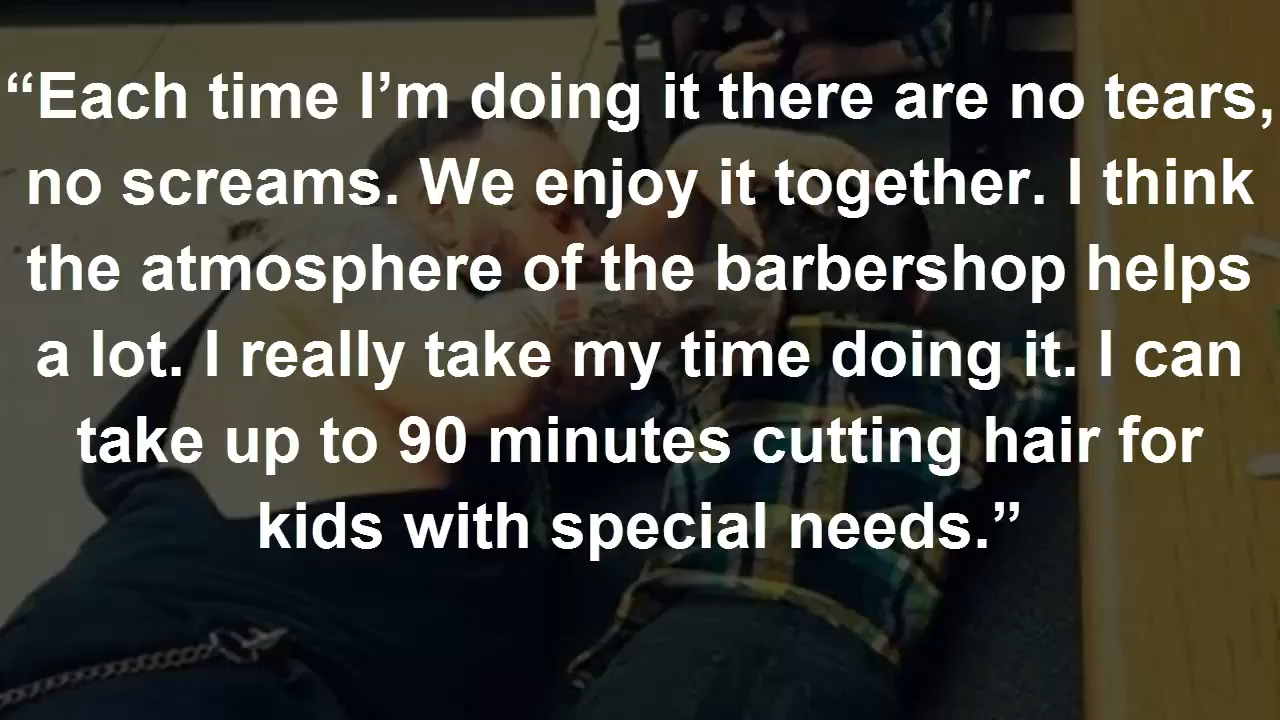 “Each time I’m doing it there are no tears,
no screams. We enjoy it together. I think
the atmosphere of the barbershop helps
a lot. I really take my time doing it. I can
take up to 90 minutes cutting hair for
kids with special needs.”